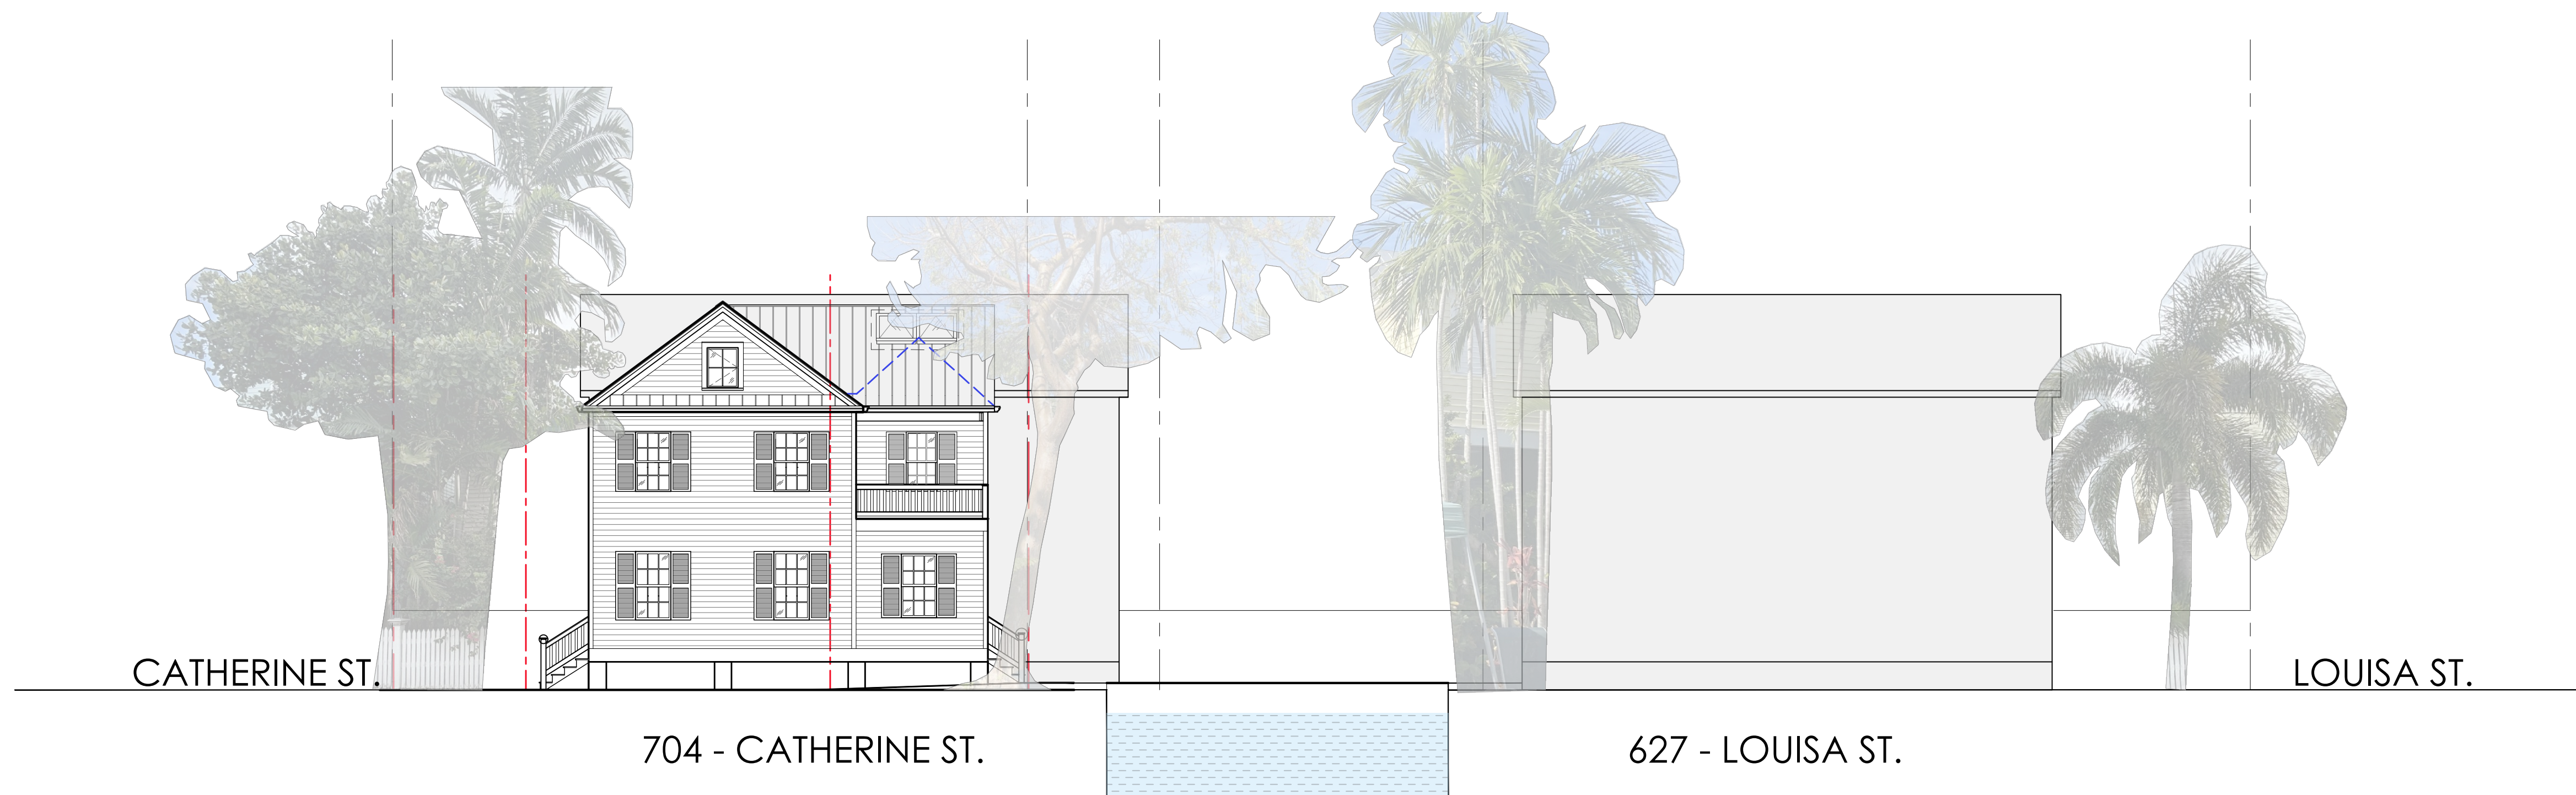 CATHERINE ST.
LOUISA ST.
704 - CATHERINE ST.
627 - LOUISA ST.